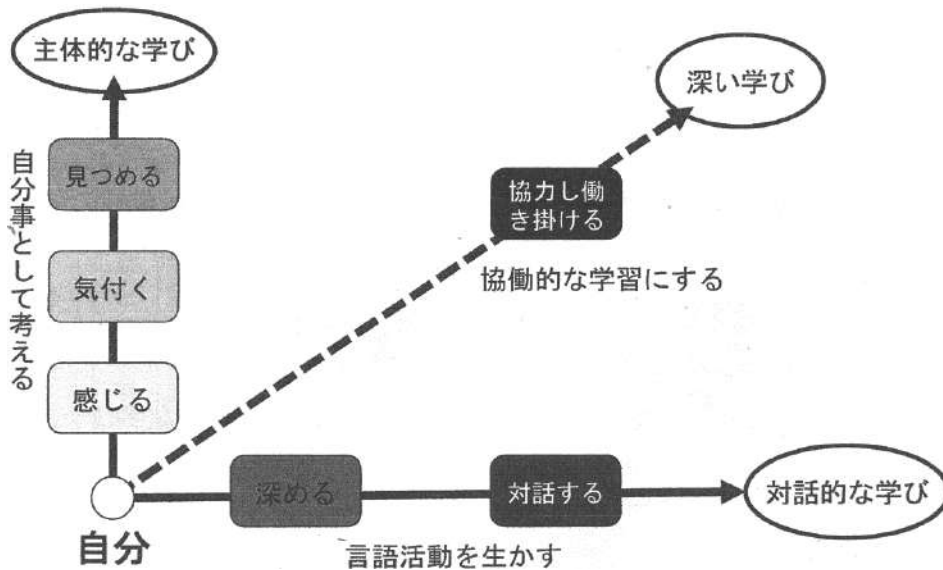 主体的な学び
深い学び
見つめる
協力し働
き掛ける
自分事として考える
気付く
協働的な学習にする
感じる
深める
対話する
対話的な学び
自分
言語活動を生かす